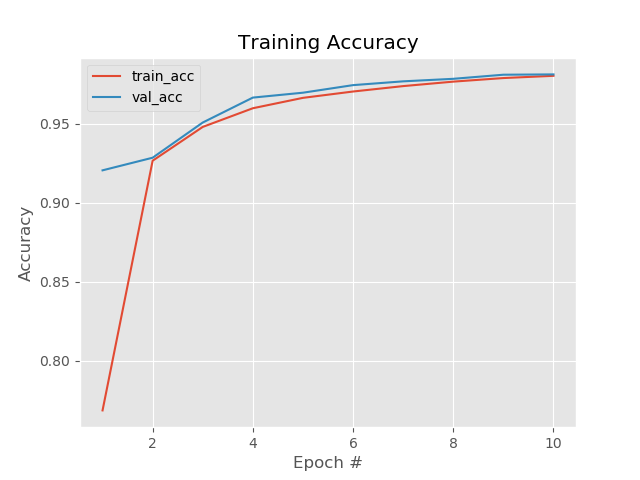 Training Accuracy
train_acc
val_acc
0.95
0.90
0.85
0.80
Accuracy
2 4 6 8 10
Epoch #